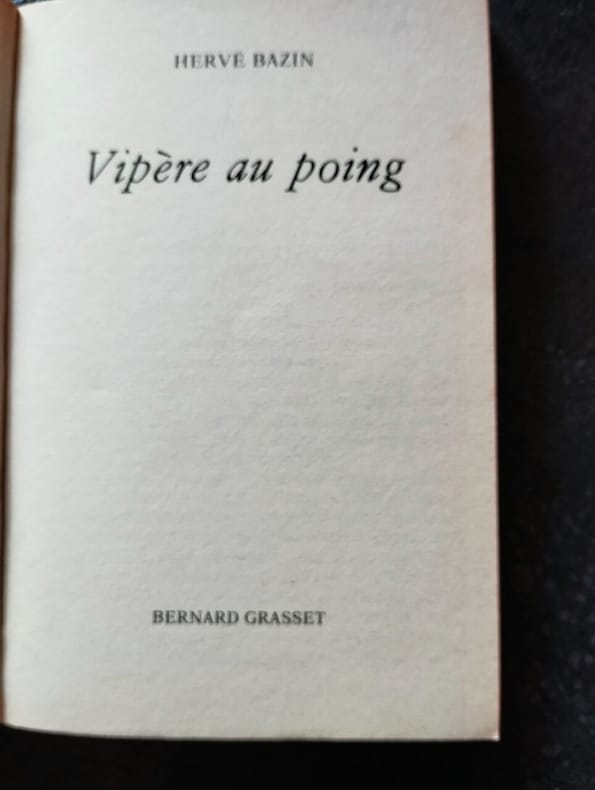 HERVÉ BAZIN
Vipère au poing
BERNARD GRASSET